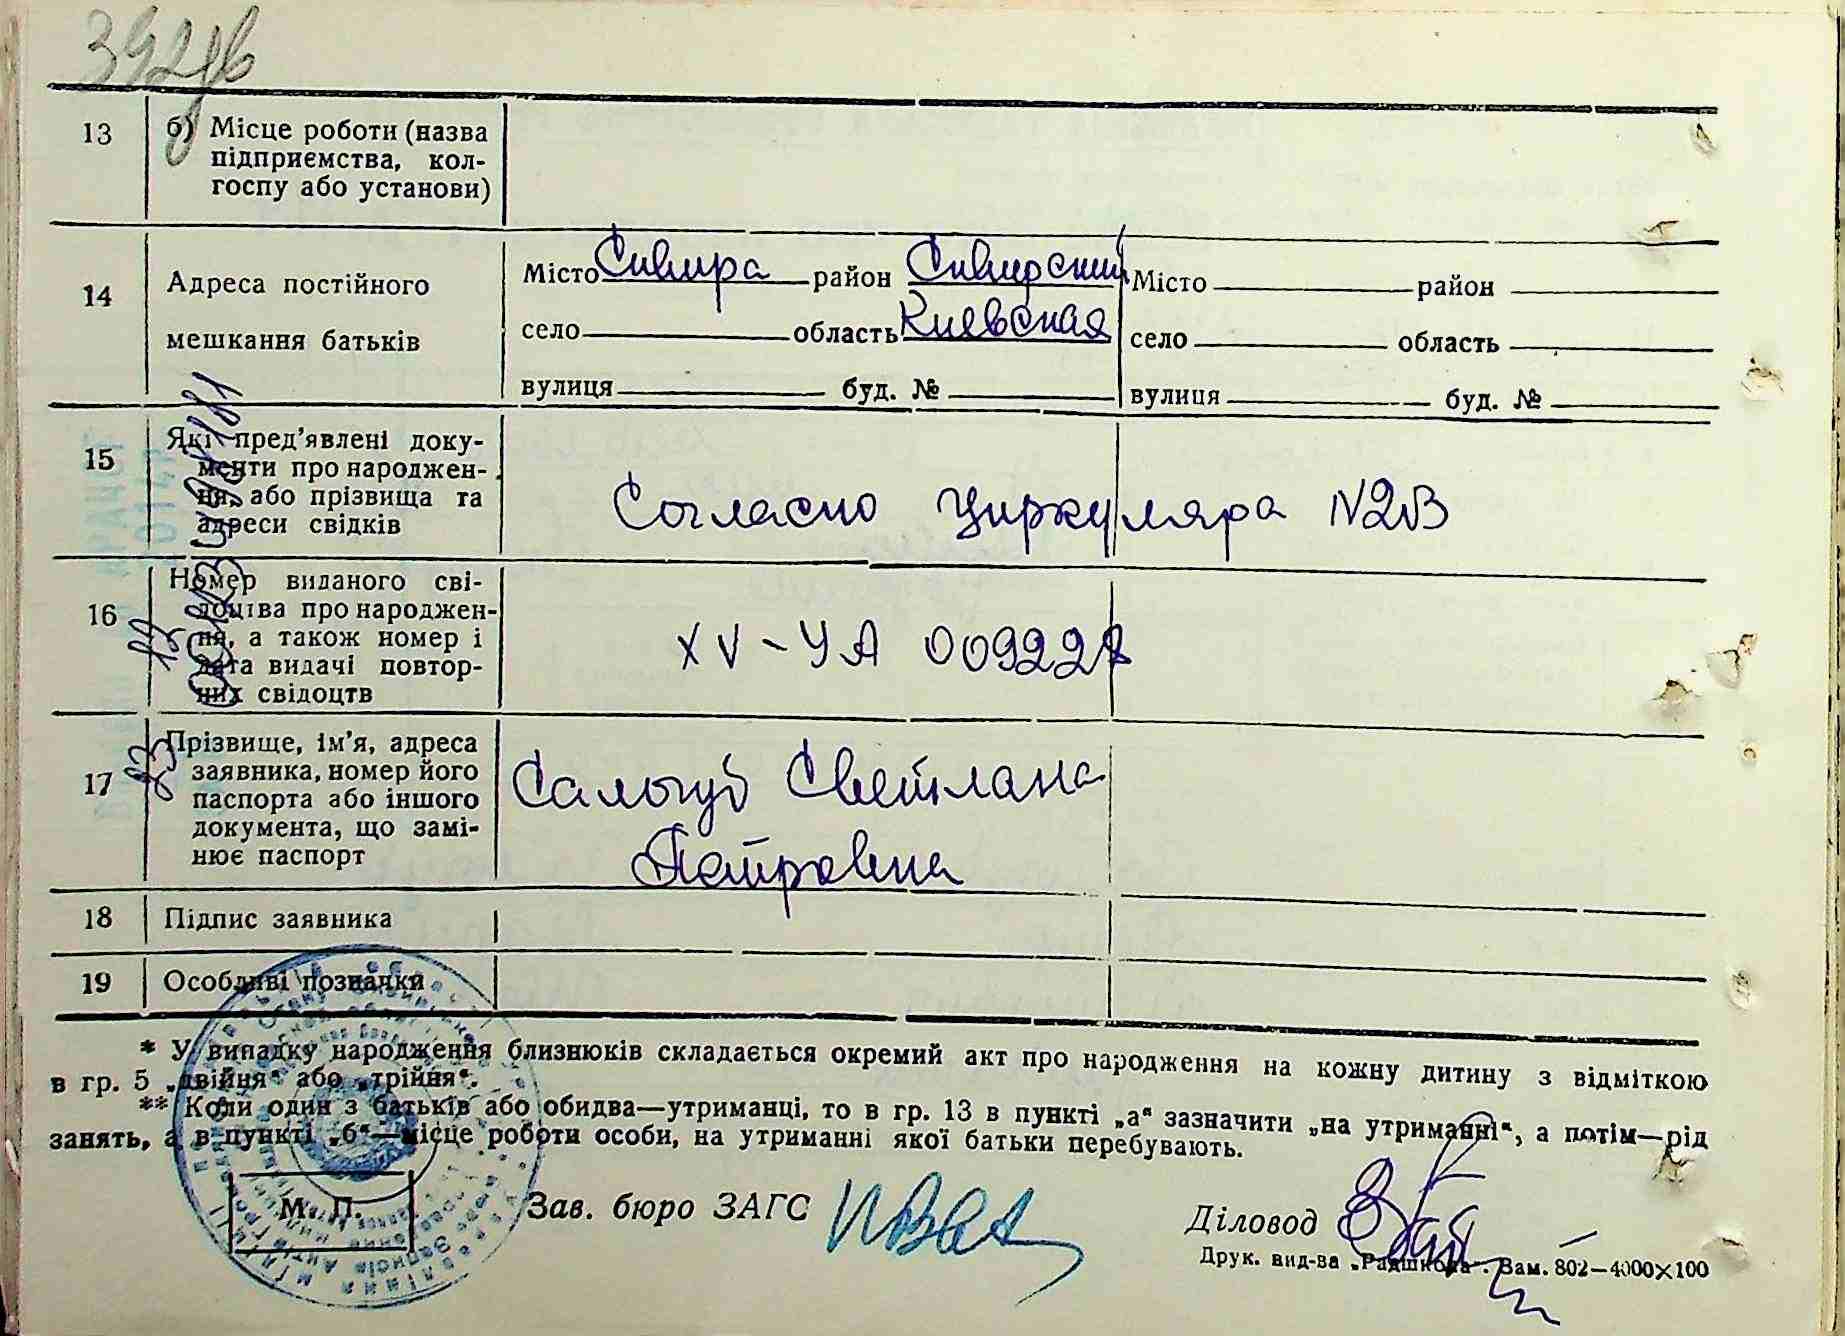 13 б) Місце роботи (назва
підприємства, кол-
госпу або установи)
14 Адреса постійного
мешкання батьків
Місто Сквира район Сквирский Місто район
село область Киевская село область
вулиця буд. № вулиця буд. №
15 Які пред’явлені доку-
менти про народжен-
ня, або прізвища та
адреси свідків
Согласно циркуляра N2В
16 Номер виданого сві-
доцтва про народжен-
ня, а також номер і
дата видачі повтор-
них свідоцтв
XV-УА 009227
17 Прізвище, ім’я, адреса
заявника, номер його
паспорта або іншого
документа, що замі-
нює паспорт
Салогуб Светлана
Петровна
18 Підпис заявника
19 Особливі позначки
* У випадку народження близнюків складається окремий акт про народження на кожну дитину з відміткою
в гр. 5 „двійня“ або „трійня“.
** Коли один з батьків або обидва—утриманці, то в гр. 13 в пункті „а“ зазначити „на утриманні“, а потім—рід
занять, а в пункті „б“—місце роботи особи, на утриманні якої батьки перебувають.
М. П.
Зав. бюро ЗАГС
Діловод
Друк. вид-ва „Радшкола“. Зам. 802—4000×100